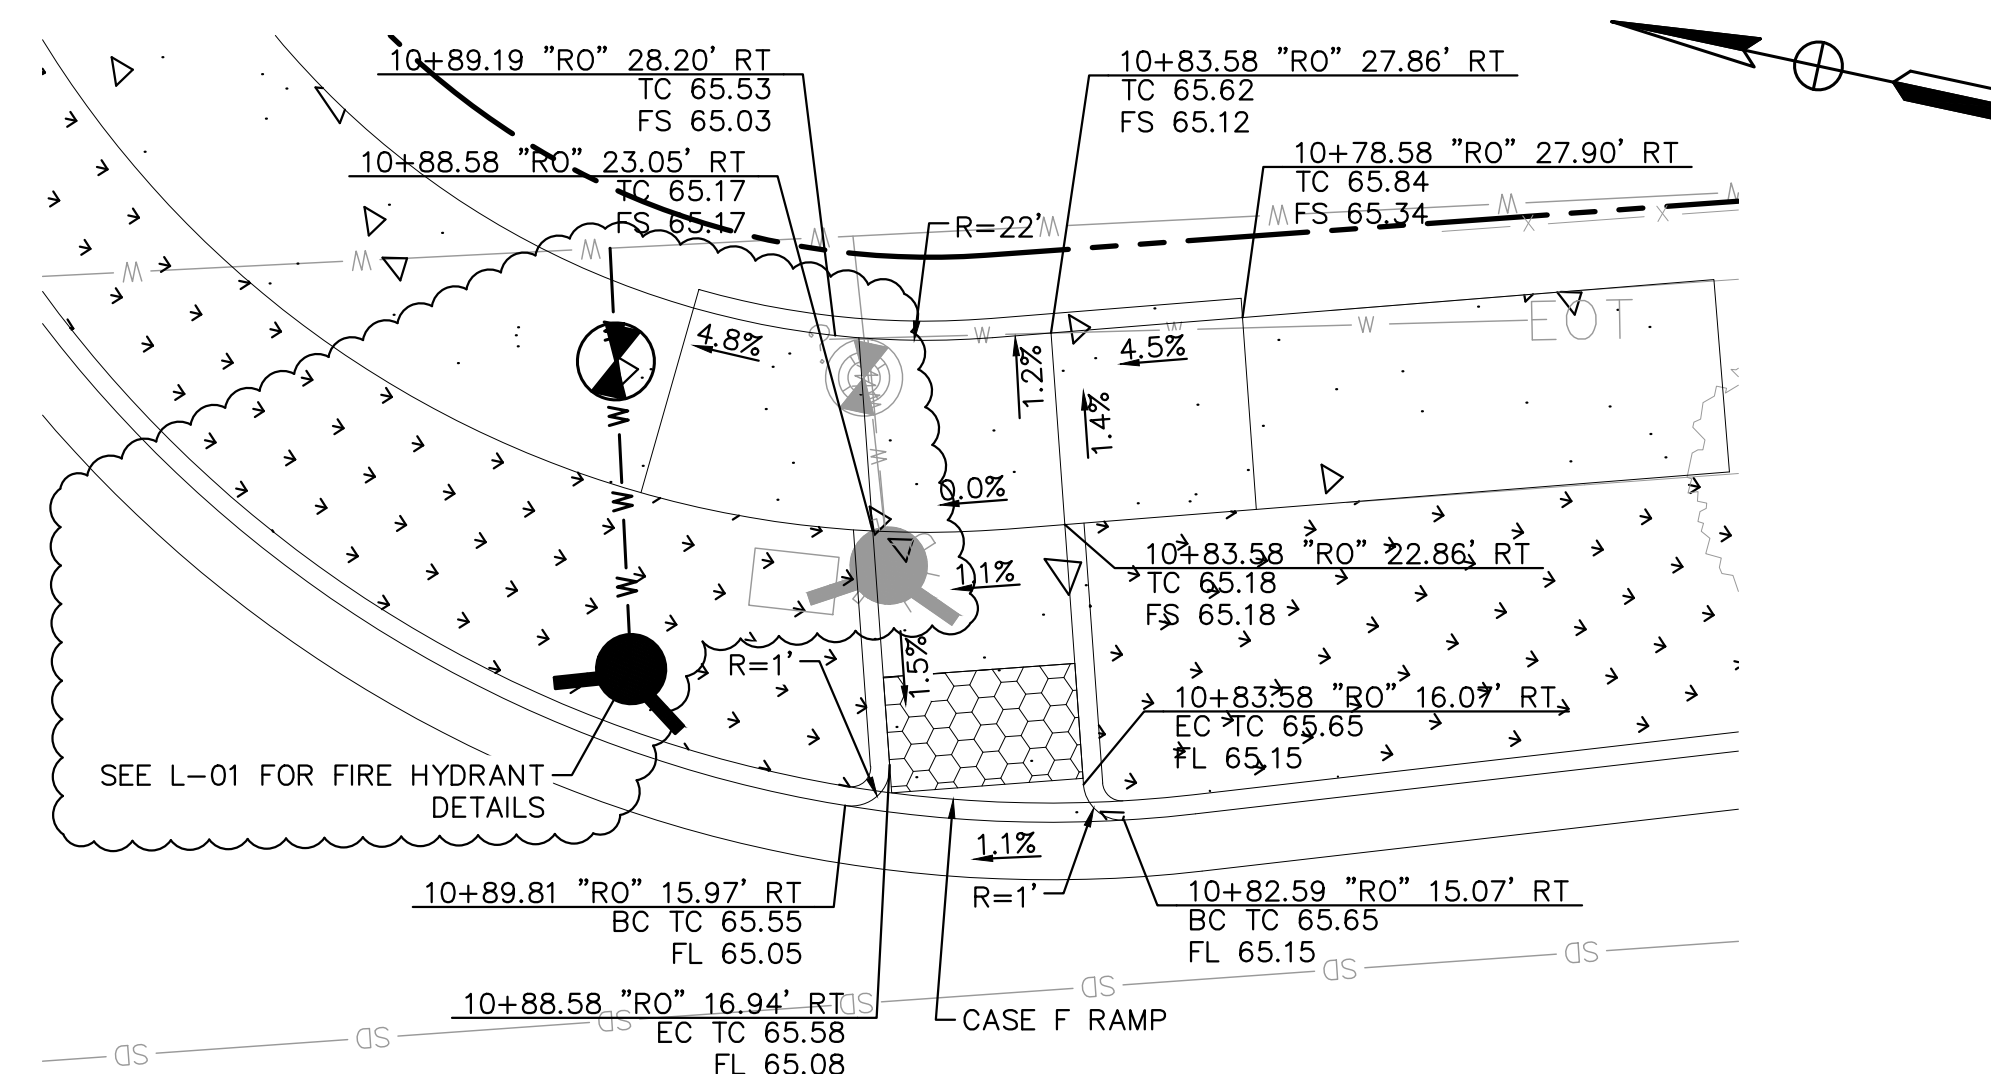 10+89.19 "RO" 28.20' RT
TC 65.53
FS 65.03
10+88.58 "RO" 23.05' RT
TC 65.17
FS 65.17
10+83.58 "RO" 27.86' RT
TC 65.62
FS 65.12
10+78.58 "RO" 27.90' RT
TC 65.84
FS 65.34
R=22'
W
W
W
W
W
W
W
W
X
X
EOT
W
W
W
4.8%
1.2%
4.5%
1.4%
0.0%
1.1%
1.5%
W
W
W
W
10+83.58 "RO" 22.86' RT
TC 65.18
FS 65.18
R=1'
10+83.58 "RO" 16.07' RT
EC TC 65.65
FL 65.15
SEE L-01 FOR FIRE HYDRANT
DETAILS
1.1%
R=1'
10+89.81 "RO" 15.97' RT
BC TC 65.55
FL 65.05
10+82.59 "RO" 15.07' RT
BC TC 65.65
FL 65.15
10+88.58 "RO" 16.94' RT
EC TC 65.58
FL 65.08
CASE F RAMP
SD
SD
SD
SD
SD
SD
SD